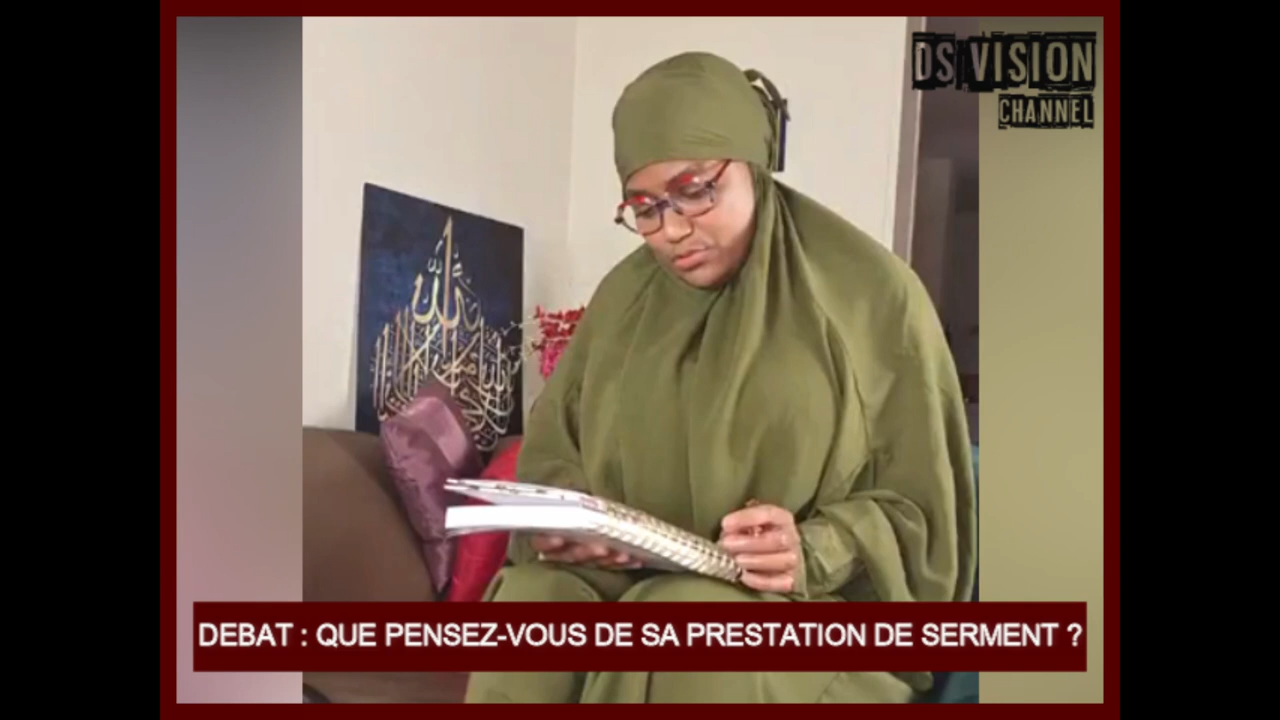 DS VISION
CHANNEL
DEBAT : QUE PENSEZ-VOUS DE SA PRESTATION DE SERMENT ?